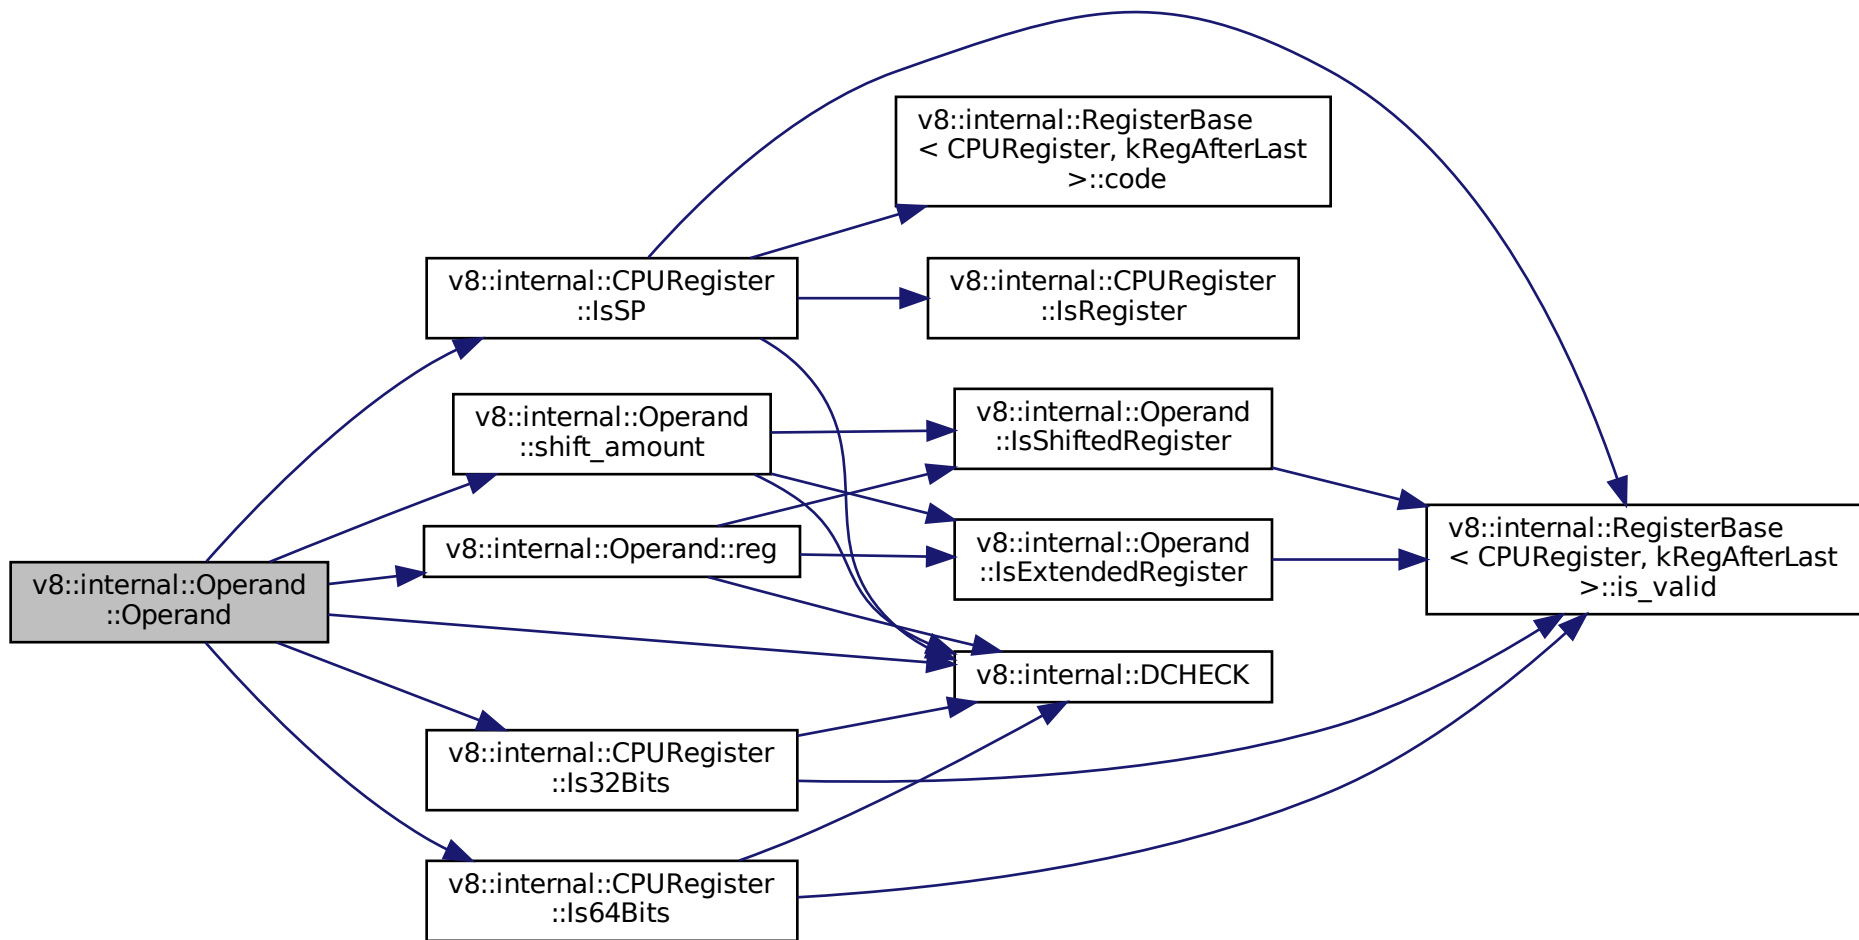 v8::internal::RegisterBase
< CPURegister, kRegAfterLast
>::code
v8::internal::CPURegister
::IsSP
v8::internal::CPURegister
::IsRegister
v8::internal::Operand
::shift_amount
v8::internal::Operand
::IsShiftedRegister
v8::internal::Operand::reg
v8::internal::Operand
::IsExtendedRegister
v8::internal::RegisterBase
< CPURegister, kRegAfterLast
>::is_valid
v8::internal::Operand
::Operand
v8::internal::DCHECK
v8::internal::CPURegister
::Is32Bits
v8::internal::CPURegister
::Is64Bits